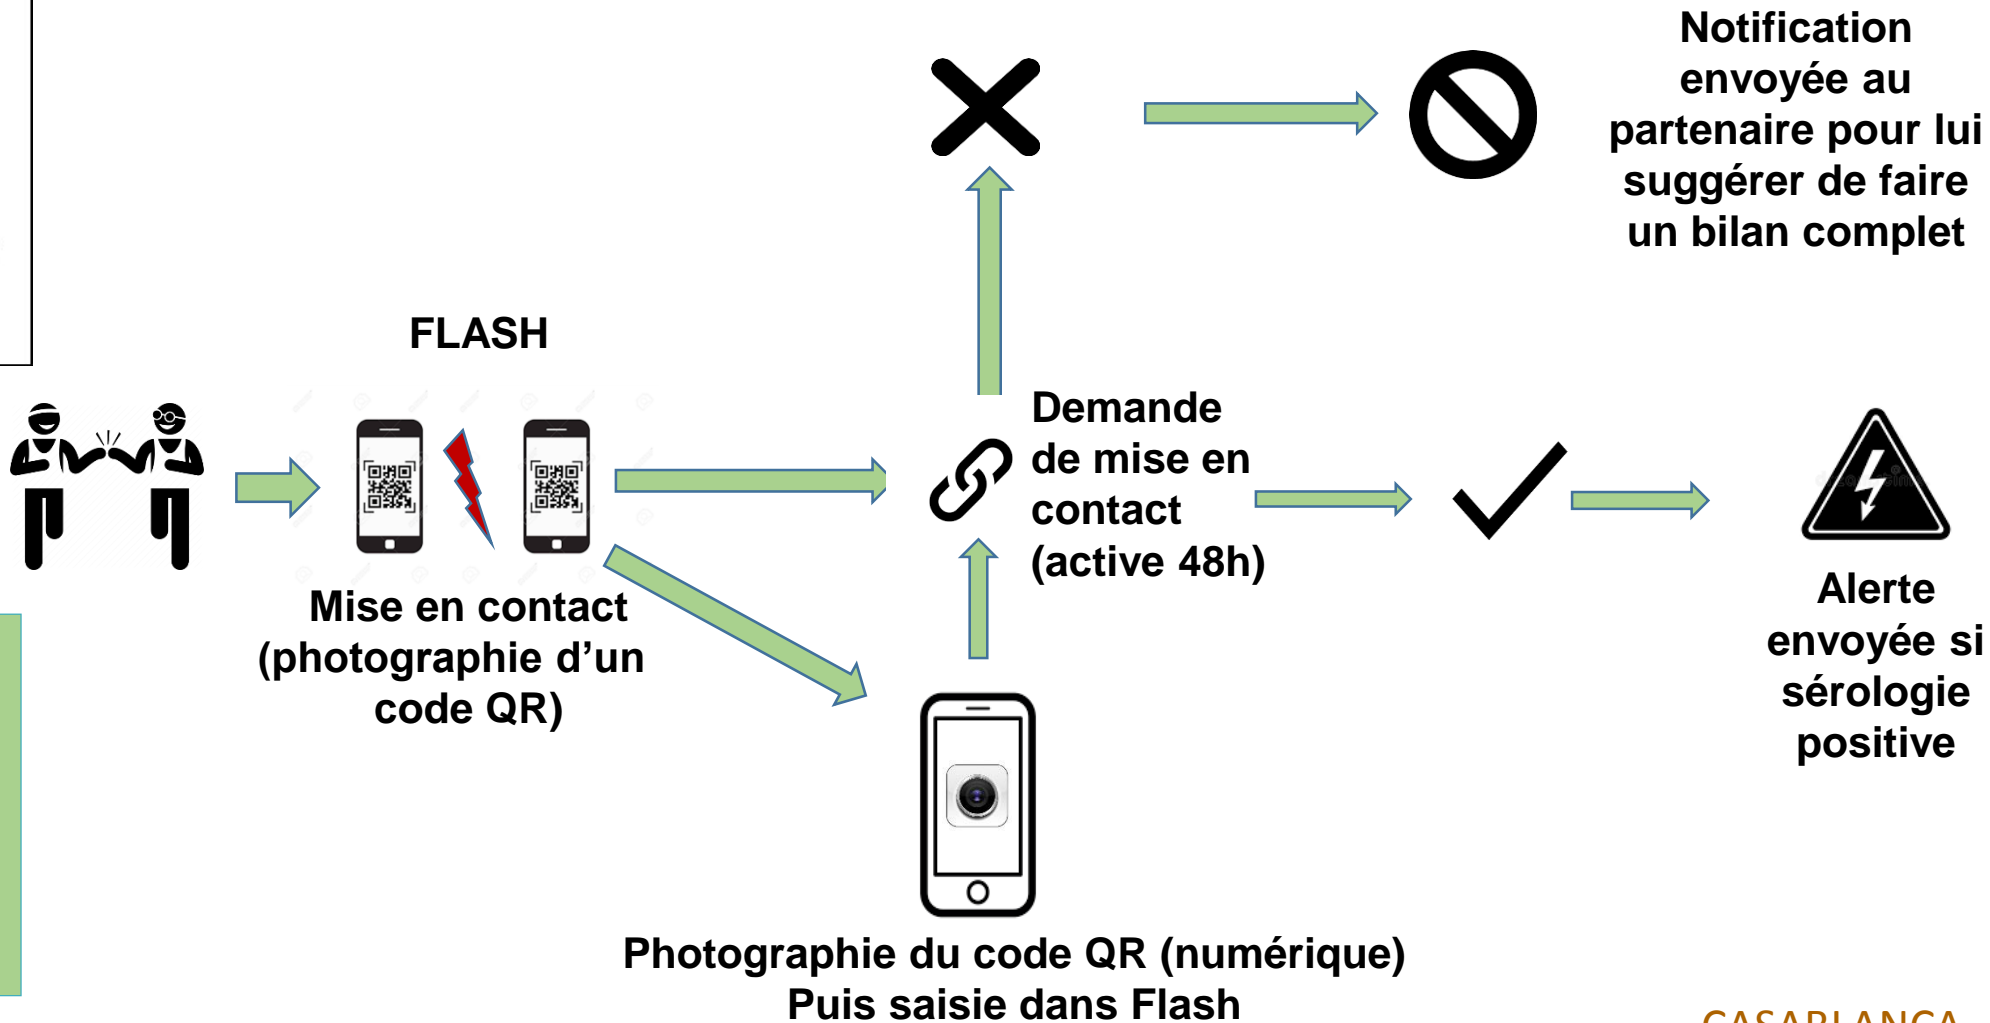 Notification
envoyée au
partenaire pour lui
suggérer de faire
un bilan complet
FLASH
Demande
de mise en
contact
(active 48h)
Mise en contact
(photographie d’un
code QR)
Alerte
envoyée si
sérologie
positive
Photographie du code QR (numérique)
Puis saisie dans Flash
CASABLANCA